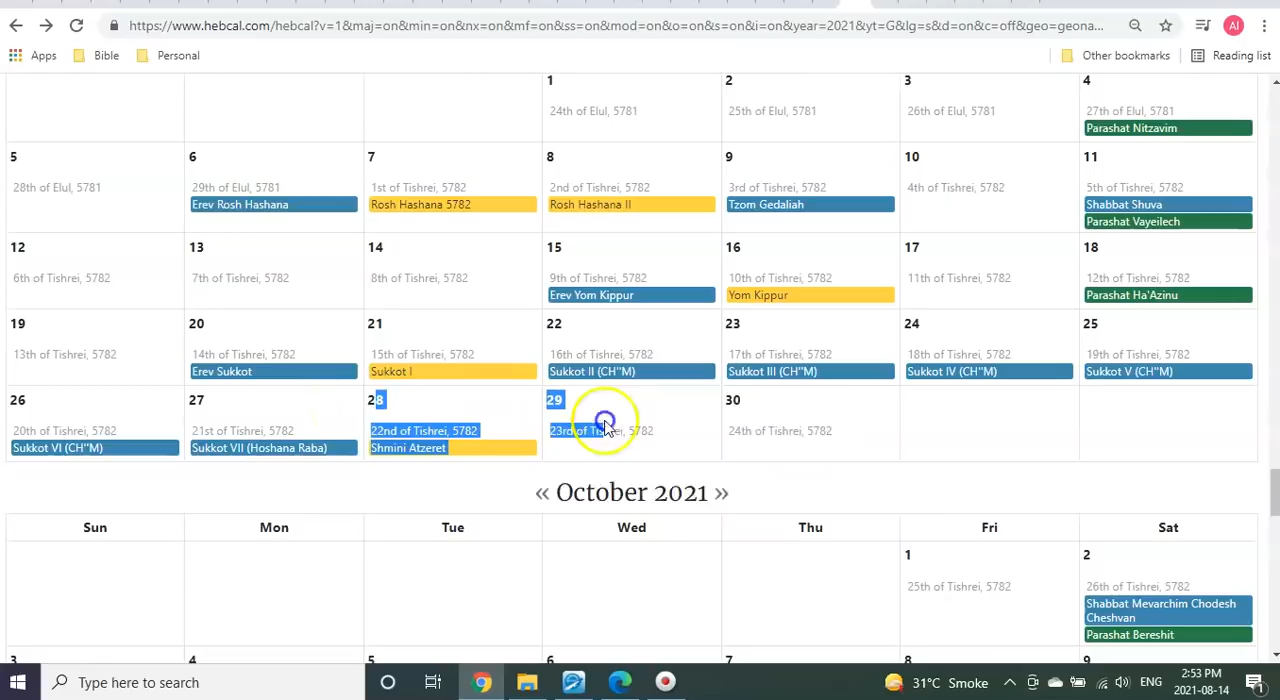 https://www.hebcal.com/hebcal?v=1&maj=on&min=on&nx=on&mf=on&ss=on&mod=on&o=on&s=on&i=on&year=2021&yt=G&lg=s&d=on&c=off&geo=geona...
AI
Apps Bible Personal Other bookmarks Reading list
1 2 3 4
24th of Elul, 5781 25th of Elul, 5781 26th of Elul, 5781 27th of Elul, 5781
Parashat Nitzavim
5 6 7 8 9 10 11
28th of Elul, 5781 29th of Elul, 5781 1st of Tishrei, 5782 2nd of Tishrei, 5782 3rd of Tishrei, 5782 4th of Tishrei, 5782 5th of Tishrei, 5782
Erev Rosh Hashana Rosh Hashana 5782 Rosh Hashana II Tzom Gedaliah Shabbat Shuva
Parashat Vayeilech
12 13 14 15 16 17 18
6th of Tishrei, 5782 7th of Tishrei, 5782 8th of Tishrei, 5782 9th of Tishrei, 5782 10th of Tishrei, 5782 11th of Tishrei, 5782 12th of Tishrei, 5782
Erev Yom Kippur Yom Kippur Parashat Ha'Azinu
19 20 21 22 23 24 25
13th of Tishrei, 5782 14th of Tishrei, 5782 15th of Tishrei, 5782 16th of Tishrei, 5782 17th of Tishrei, 5782 18th of Tishrei, 5782 19th of Tishrei, 5782
Erev Sukkot Sukkot I Sukkot II (CH''M) Sukkot III (CH''M) Sukkot IV (CH''M) Sukkot V (CH''M)
26 27 28 29 30
20th of Tishrei, 5782 21st of Tishrei, 5782 22nd of Tishrei, 5782 23rd of Tishrei, 5782 24th of Tishrei, 5782
Sukkot VI (CH''M) Sukkot VII (Hoshana Raba) Shmini Atzeret
« October 2021 »
Sun Mon Tue Wed Thu Fri Sat
1 2
25th of Tishrei, 5782 26th of Tishrei, 5782
Shabbat Mevarchim Chodesh
Cheshvan
Parashat Bereshit
3 4 5 6 7 8 9
Type here to search 31°C Smoke ENG 2:53 PM
2021-08-14
1